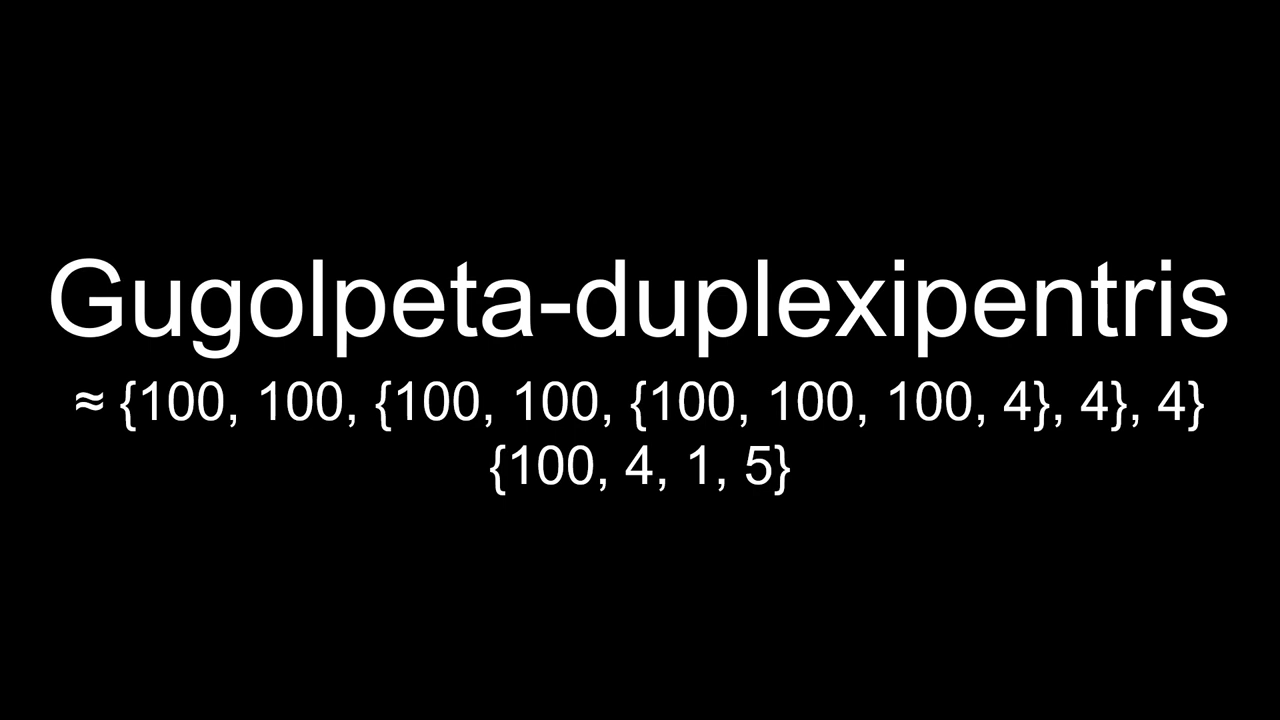 Gugolpeta-duplexipentris
≈ {100, 100, {100, 100, {100, 100, 100, 4}, 4}, 4}
{100, 4, 1, 5}